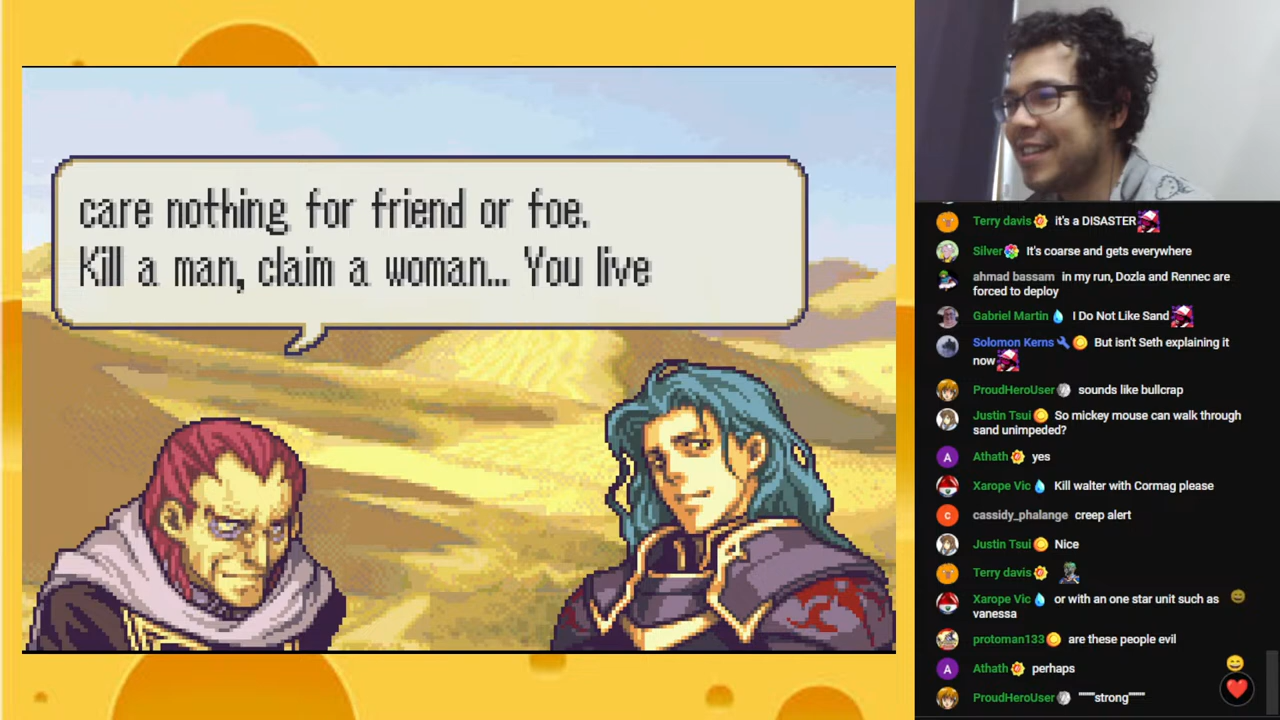 care nothing for friend or foe.
Kill a man, claim a woman... You live
Terry davis it's a DISASTER
Silver It's coarse and gets everywhere
ahmad bassam in my run, Dozla and Rennec are
forced to deploy
Gabriel Martin I Do Not Like Sand
Solomon Kerns But isn't Seth explaining it
now
ProudHeroUser sounds like bullcrap
Justin Tsui So mickey mouse can walk through
sand unimpeded?
A Athath yes
Xarope Vic Kill walter with Cormag please
c cassidy_phalange creep alert
Justin Tsui Nice
Terry davis
Xarope Vic or with an one star unit such as
vanessa
protoman133 are these people evil
A Athath perhaps
ProudHeroUser """"strong""""